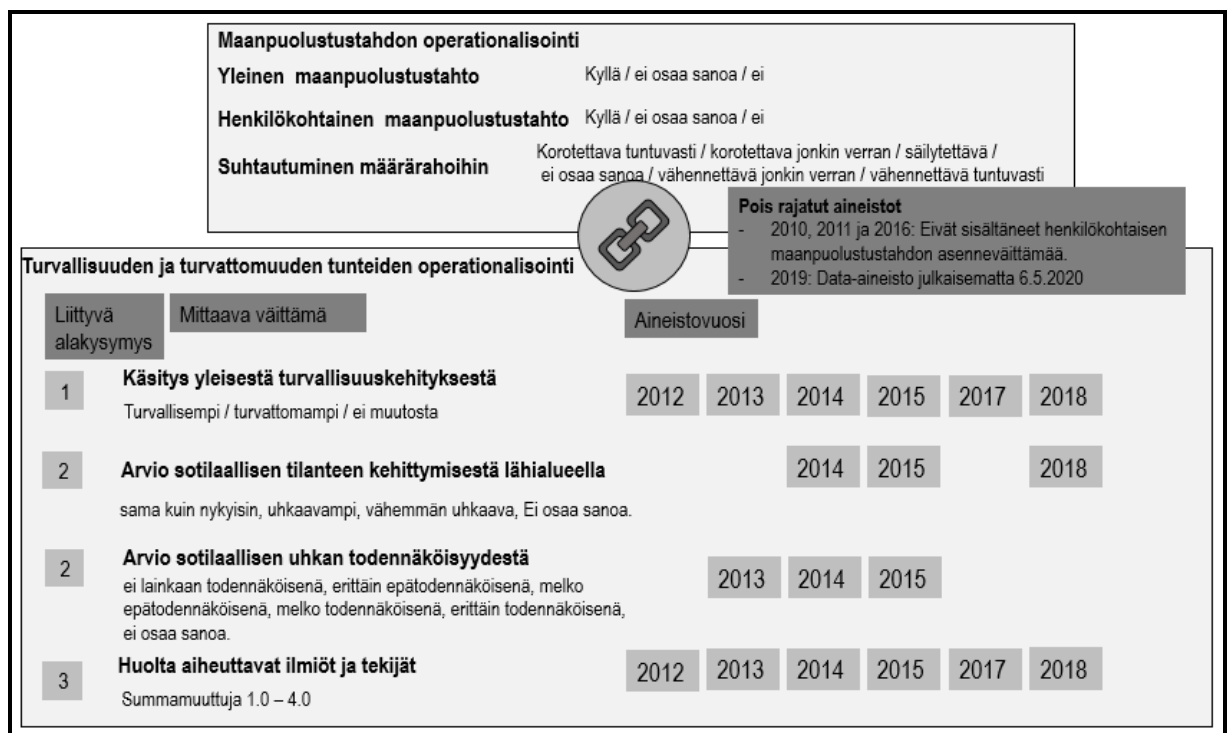 Maanpuolustustahdon operationalisointi
Yleinen maanpuolustustahto Kyllä / ei osaa sanoa / ei
Henkilökohtainen maanpuolustustahto Kyllä / ei osaa sanoa / ei
Suhtautuminen määrärahoihin
Korotettava tuntuvasti / korotettava jonkin verran / säilytettävä /
ei osaa sanoa / vähennettävä jonkin verran / vähennettävä tuntuvasti
Pois rajatut aineistot
- 2010, 2011 ja 2016: Eivät sisältäneet henkilökohtaisen
maanpuolustustahdon asenneväittämää.
- 2019: Data-aineisto julkaisematta 6.5.2020
Turvallisuuden ja turvattomuuden tunteiden operationalisointi
Liittyvä
alakysymys
Mittaava väittämä
Aineistovuosi
1
Käsitys yleisestä turvallisuuskehityksestä
Turvallisempi / turvattomampi / ei muutosta
2012 2013 2014 2015 2017 2018
2
Arvio sotilaallisen tilanteen kehittymisestä lähialueella
sama kuin nykyisin, uhkaavampi, vähemmän uhkaava, Ei osaa sanoa.
2014 2015 2018
2
Arvio sotilaallisen uhkan todennäköisyydestä
ei lainkaan todennäköisenä, erittäin epätodennäköisenä, melko
epätodennäköisenä, melko todennäköisenä, erittäin todennäköisenä,
ei osaa sanoa.
2013 2014 2015
3
Huolta aiheuttavat ilmiöt ja tekijät
Summamuuttuja 1.0 – 4.0
2012 2013 2014 2015 2017 2018